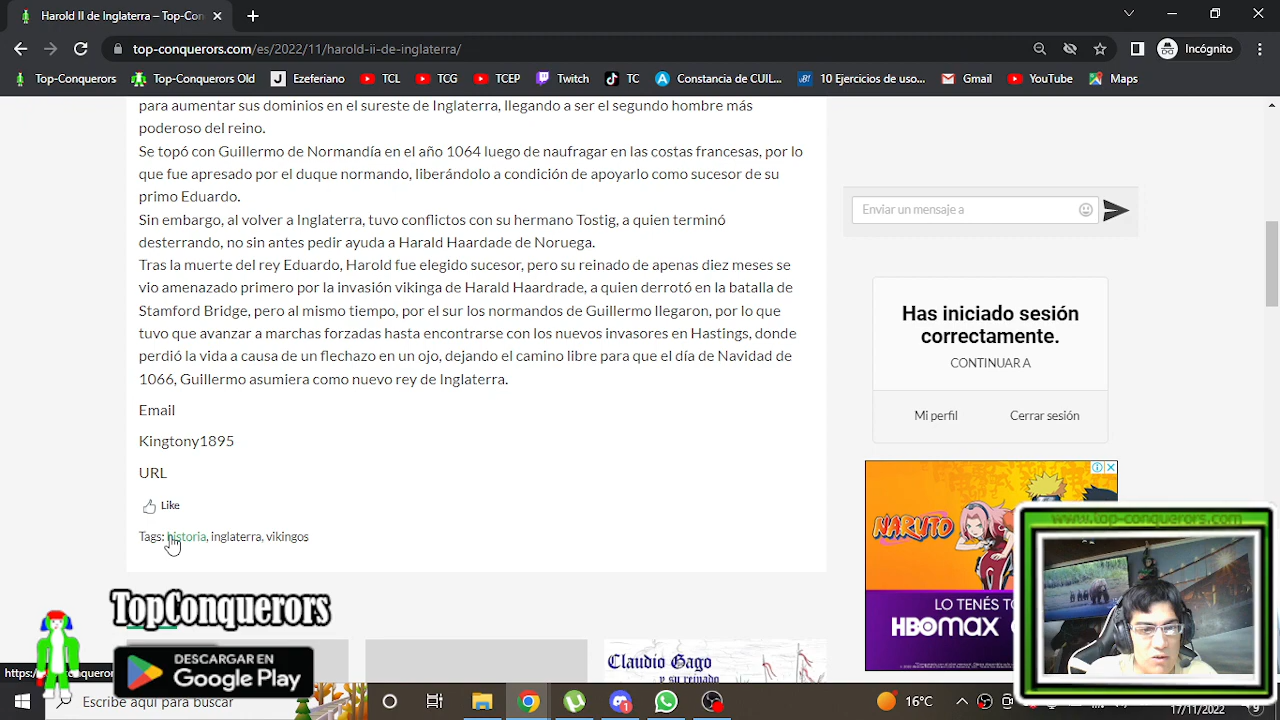 Harold II de Inglaterra – Top-C
top-conquerors.com/es/2022/11/harold-ii-de-inglaterra/
Incógnito
TopConquerors
Top-Conquerors Old
Ezeferiano
TCL
TCG
TCEP
Twitch
TC
Constancia de CUIL...
10 Ejercicios de uso...
Gmail
YouTube
Maps
para aumentar sus dominios en el sureste de Inglaterra, llegando a ser el segundo hombre más
poderoso del reino.
Se topó con Guillermo de Normandía en el año 1064 luego de naufragar en las costas francesas, por lo
que fue apresado por el duque normando, liberándolo a condición de apoyarlo como sucesor de su
primo Eduardo.
Sin embargo, al volver a Inglaterra, tuvo conflictos con su hermano Tostig, a quien terminó
desterrando, no sin antes pedir ayuda a Harald Haardade de Noruega.
Tras la muerte del rey Eduardo, Harold fue elegido sucesor, pero su reinado de apenas diez meses se
vio amenazado primero por la invasión vikinga de Harald Haardrade, a quien derrotó en la batalla de
Stamford Bridge, pero al mismo tiempo, por el sur los normandos de Guillermo llegaron, por lo que
tuvo que avanzar a marchas forzadas hasta encontrarse con los nuevos invasores en Hastings, donde
perdió la vida a causa de un flechazo en un ojo, dejando el camino libre para que el día de Navidad de
1066, Guillermo asumiera como nuevo rey de Inglaterra.
Email
Kingtony1895
URL
Like
Tags: historia, inglaterra, vikingos
Enviar un mensaje a
Has iniciado sesión
correctamente.
CONTINUAR A
Mi perfil
Cerrar sesión
NARUTO
LO TENÉS TO
HBOMAX
www.top-conquerors.com
TopConquerors
DESCARGAR EN
Google Play
Claudio Gago
Escribe aquí para buscar
16°C
17/11/2022